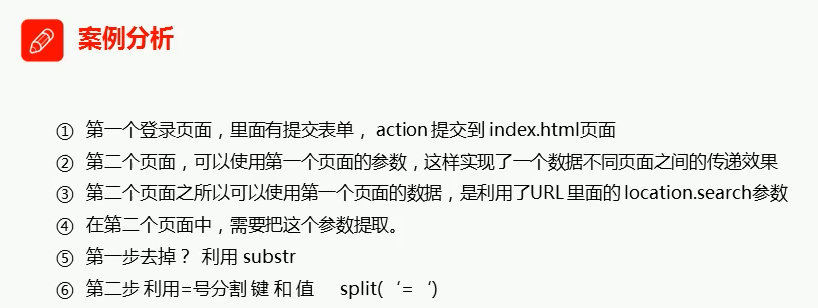 案例分析
① 第一个登录页面，里面有提交表单， action 提交到 index.html页面
② 第二个页面，可以使用第一个页面的参数，这样实现了一个数据不同页面之间的传递效果
③ 第二个页面之所以可以使用第一个页面的数据，是利用了URL 里面的 location.search参数
④ 在第二个页面中，需要把这个参数提取。
⑤ 第一步去掉？ 利用 substr
⑥ 第二步 利用=号分割 键 和 值 split(‘=‘)